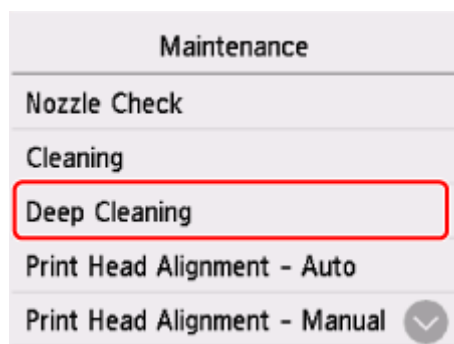 Maintenance
Nozzle Check
Cleaning
Deep Cleaning
Print Head Alignment - Auto
Print Head Alignment - Manual